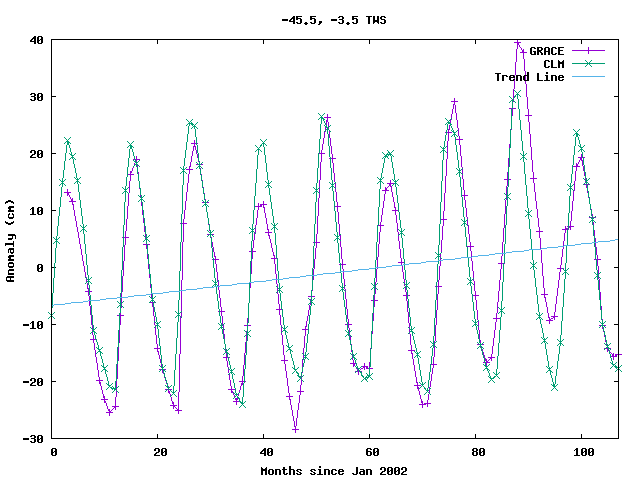 -45.5, -3.5 TWS
GRACE
CLM
Trend Line
40
30
20
10
0
-10
-20
-30
Anomaly (cm)
0 20 40 60 80 100
Months since Jan 2002